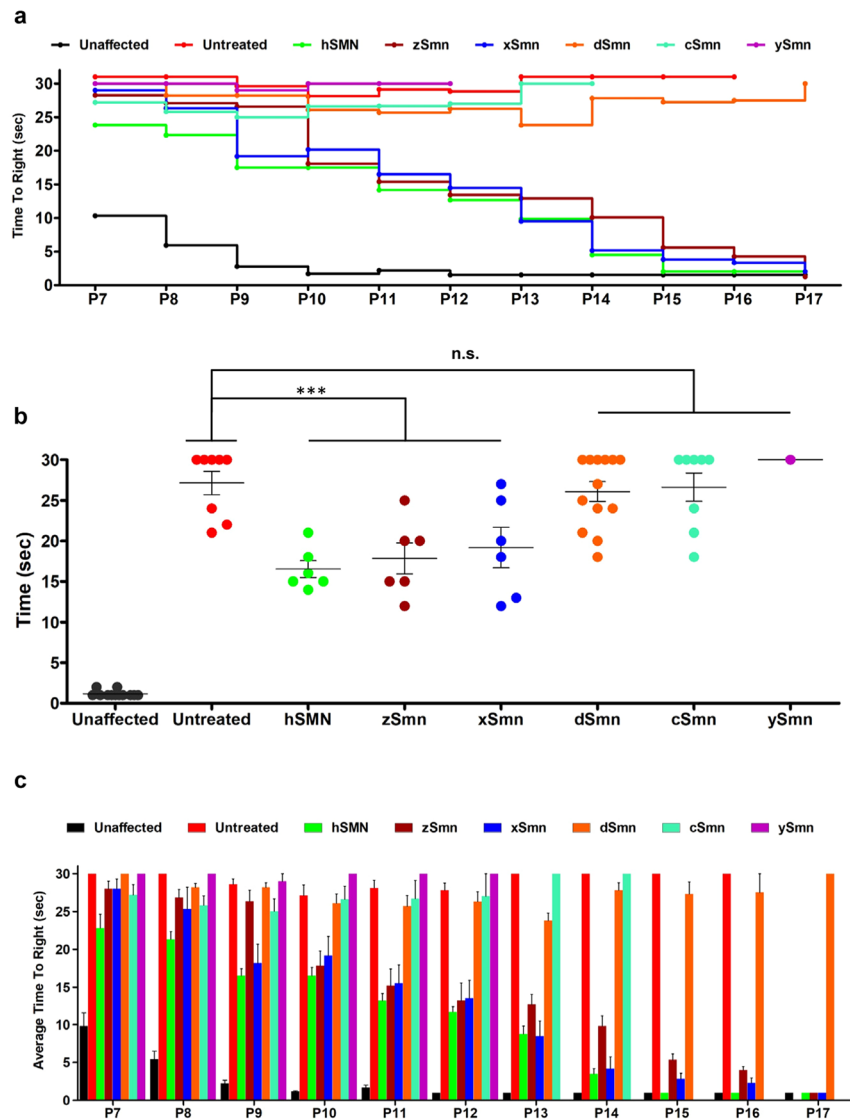 a
Unaffected Untreated hSMN zSmn xSmn dSmn cSmn ySmn
Time To Right (sec)
30
25
20
15
10
5
0
P7 P8 P9 P10 P11 P12 P13 P14 P15 P16 P17
n.s.
***
b
Time (sec)
30
25
20
15
10
5
0
Unaffected Untreated hSMN zSmn xSmn dSmn cSmn ySmn
c
Unaffected Untreated hSMN zSmn xSmn dSmn cSmn ySmn
Average Time To Right (sec)
30
25
20
15
10
5
0
P7 P8 P9 P10 P11 P12 P13 P14 P15 P16 P17